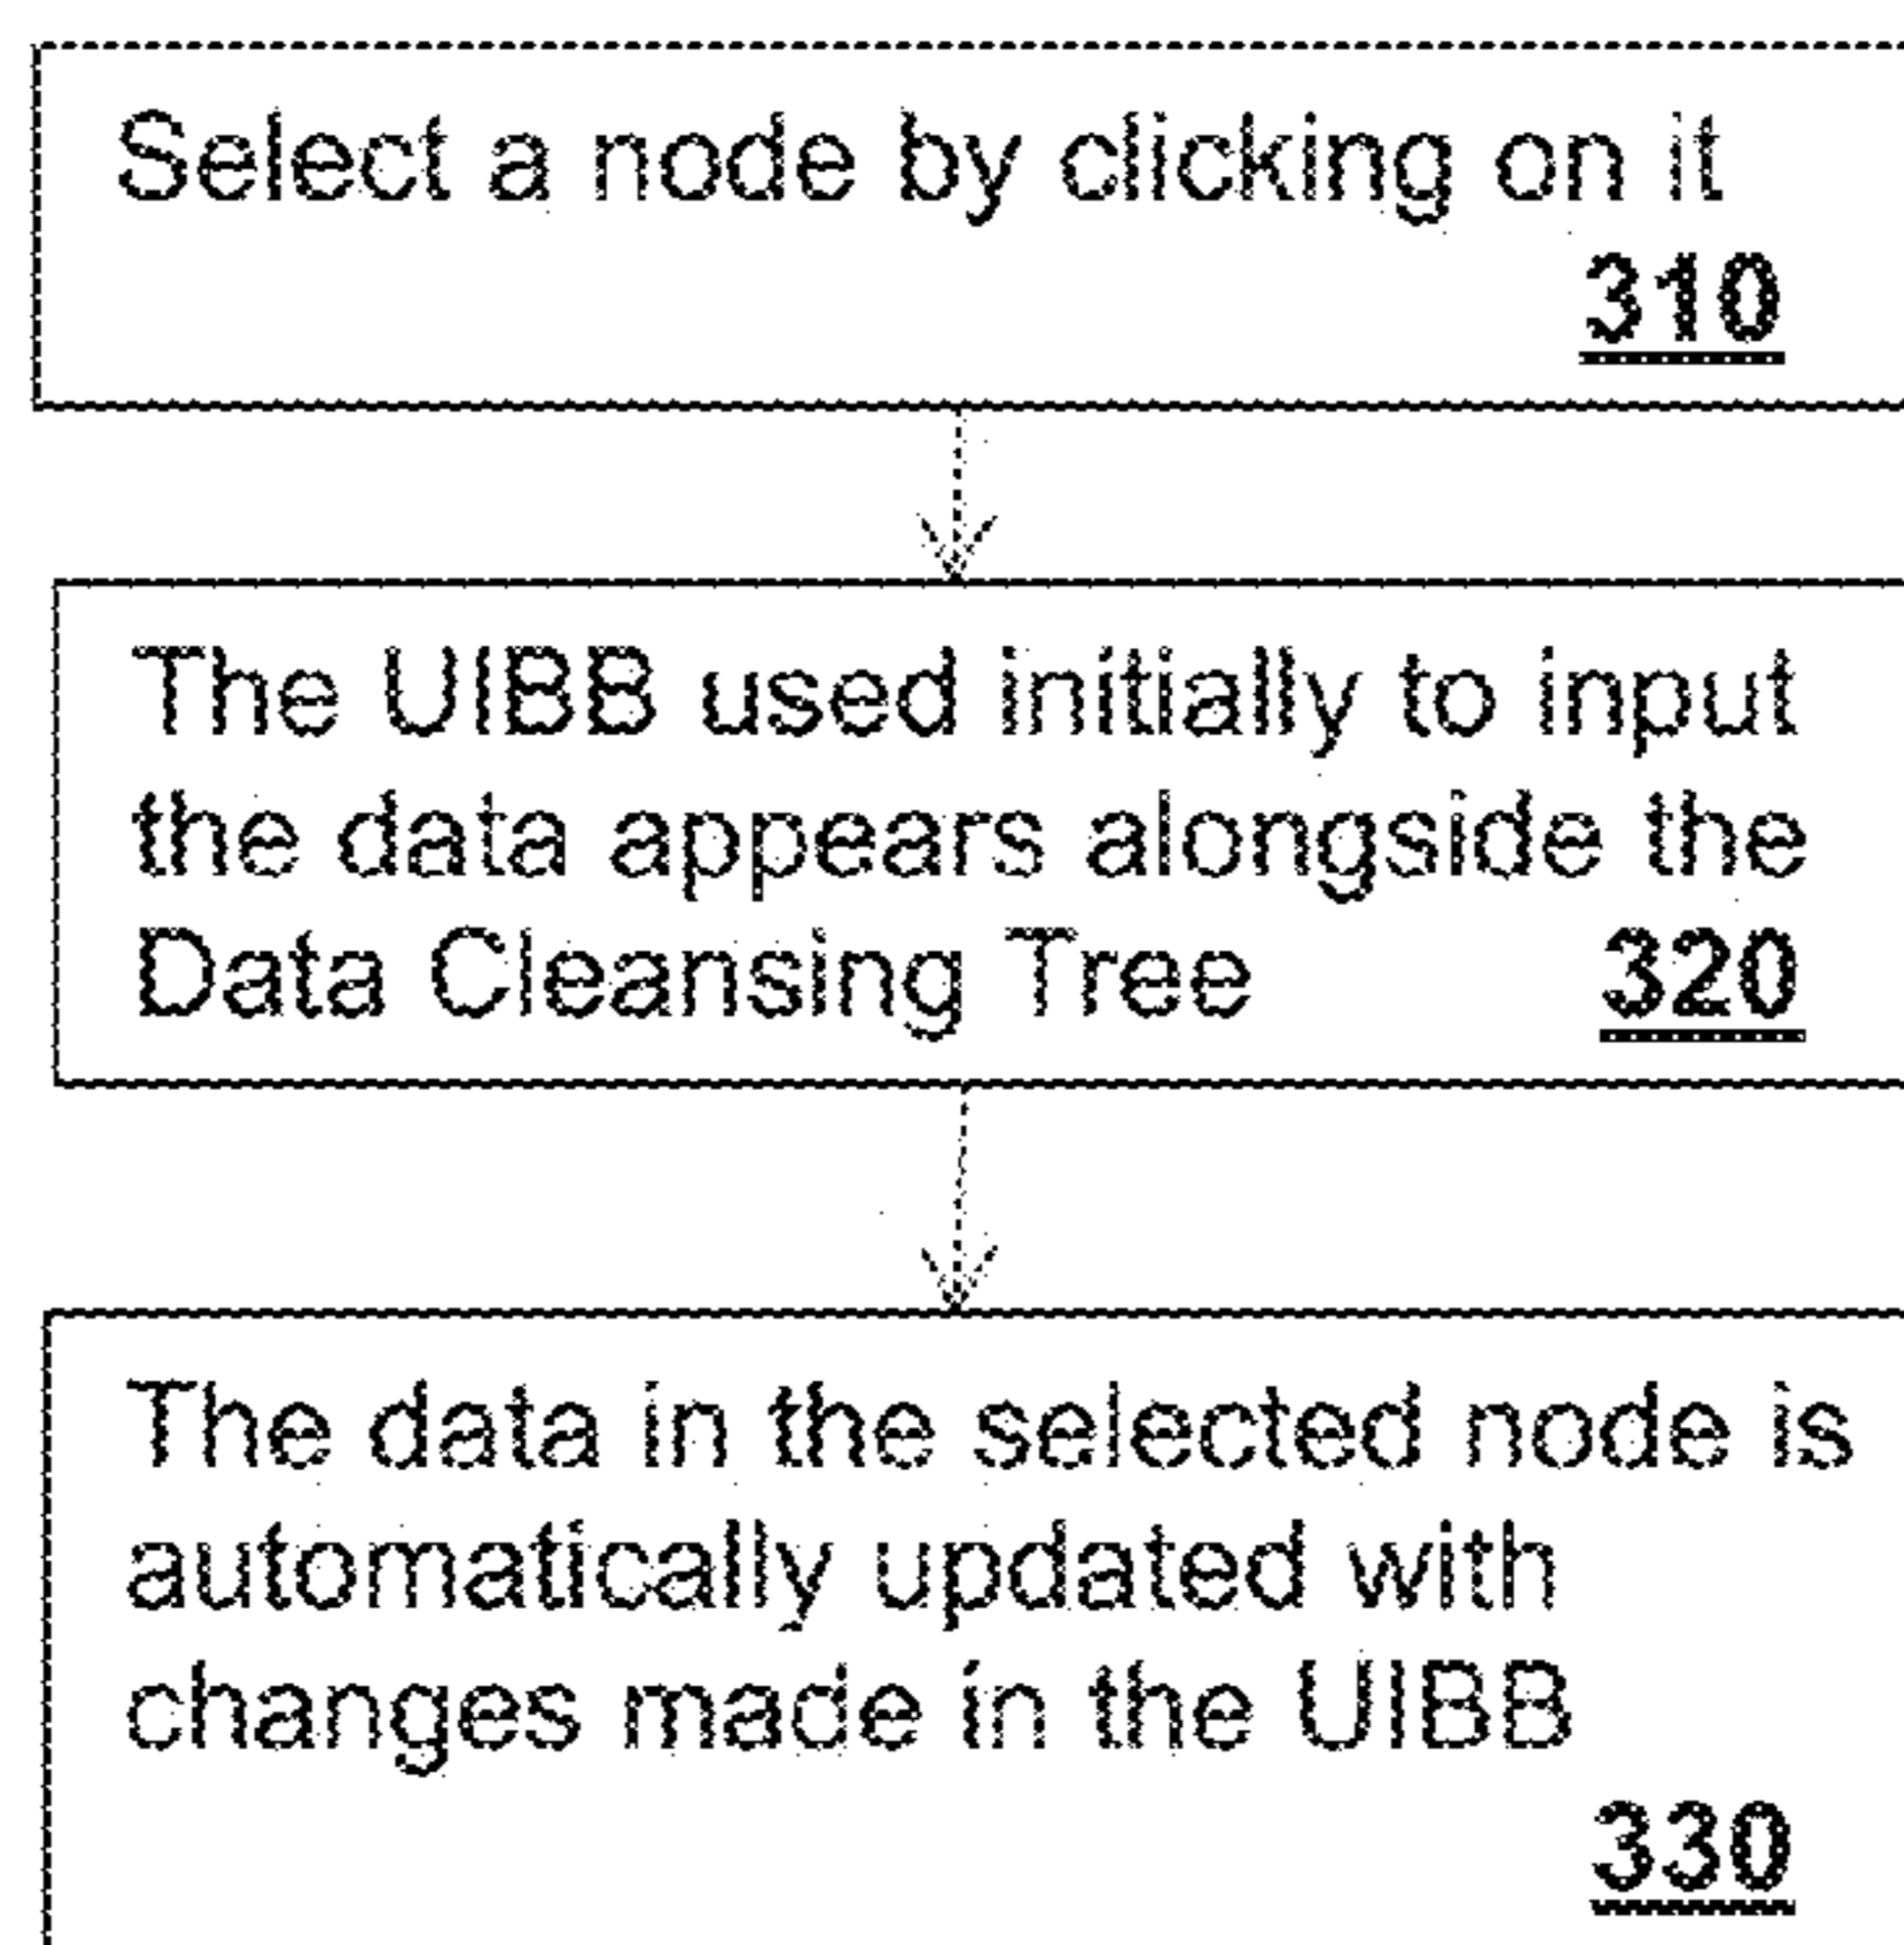 Select a node by clicking on it
310
The UIBB used initially to input
the data appears alongside the
Data Cleansing Tree 320
The data in the selected node is
automatically updated with
changes made in the UIBB
330